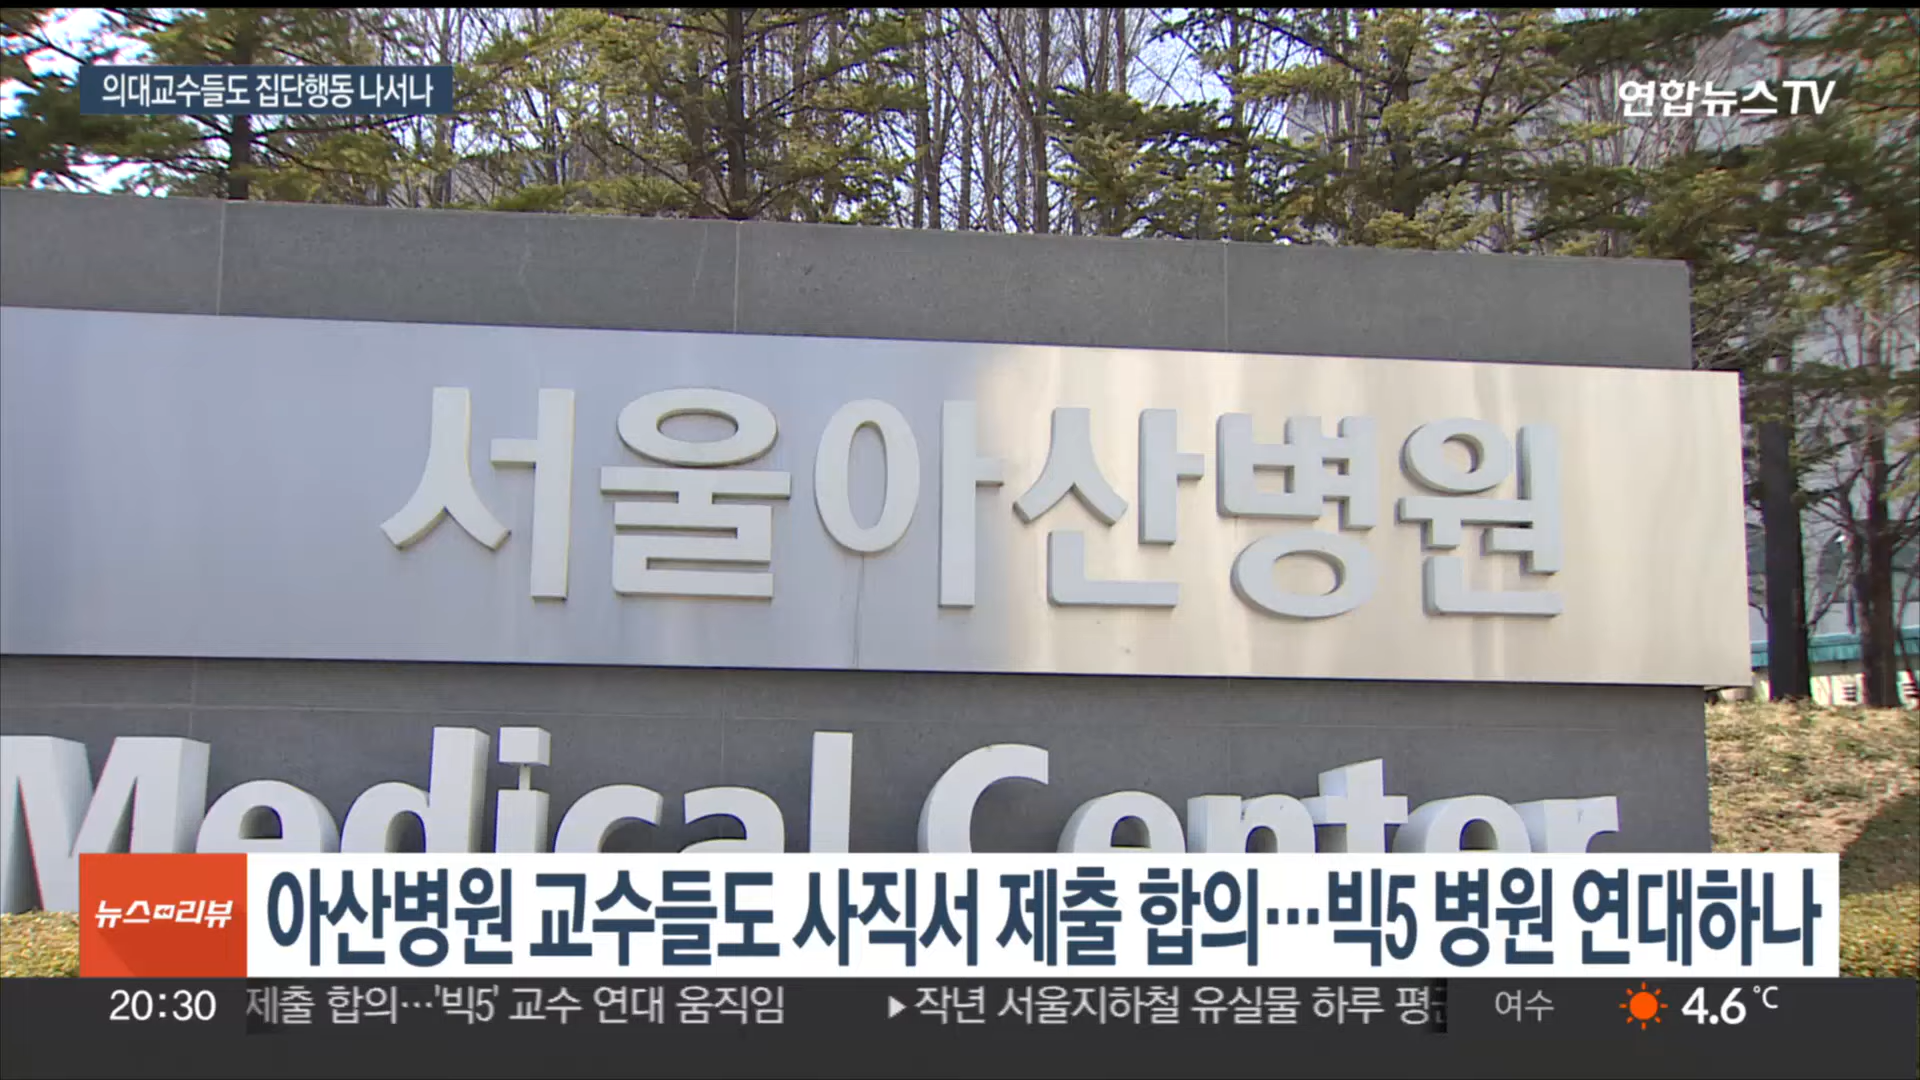 의대교수들도 집단행동 나서나
연합뉴스TV
서울아산병원
Medical Center
뉴스리뷰
아산병원 교수들도 사직서 제출 합의…빅5 병원 연대하나
20:30 제출 합의…'빅5' 교수 연대 움직임 ▶작년 서울지하철 유실물 하루 평균 여수 4.6℃